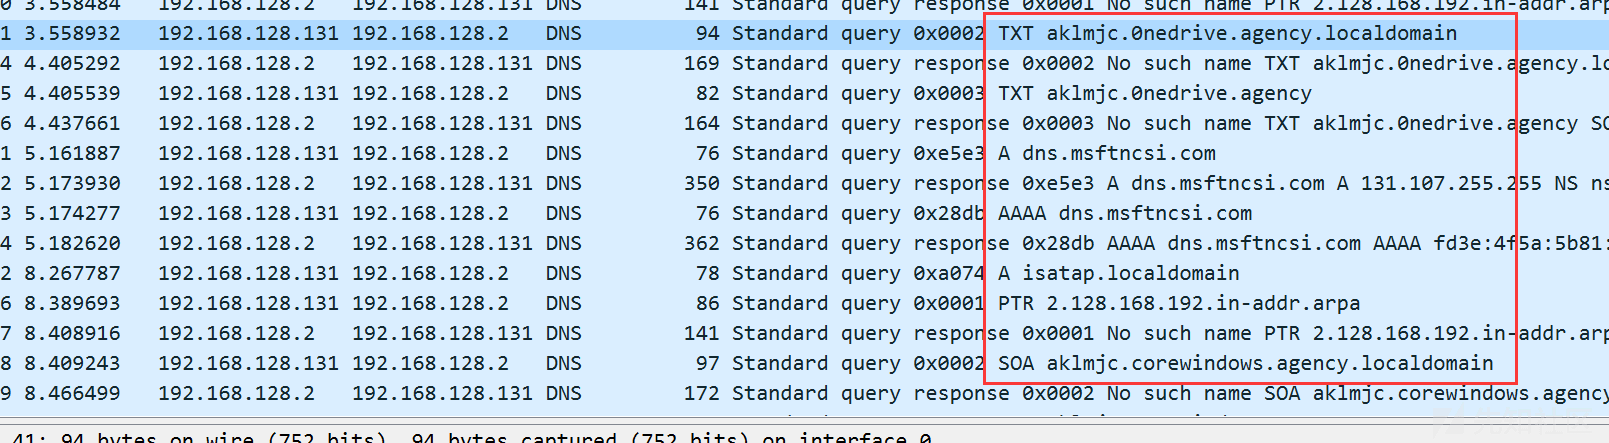 0 3.558484 192.168.128.2 192.168.128.131 DNS 141 Standard query response 0x0001 No such name PTR 2.128.168.192.in-addr.arp
1 3.558932 192.168.128.131 192.168.128.2 DNS 94 Standard query 0x0002 TXT aklmjc.0nedrive.agency.localdomain
4 4.405292 192.168.128.2 192.168.128.131 DNS 169 Standard query response 0x0002 No such name TXT aklmjc.0nedrive.agency.lo
5 4.405539 192.168.128.131 192.168.128.2 DNS 82 Standard query 0x0003 TXT aklmjc.0nedrive.agency
6 4.437661 192.168.128.2 192.168.128.131 DNS 164 Standard query response 0x0003 No such name TXT aklmjc.0nedrive.agency SO
1 5.161887 192.168.128.131 192.168.128.2 DNS 76 Standard query 0xe5e3 A dns.msftncsi.com
2 5.173930 192.168.128.2 192.168.128.131 DNS 350 Standard query response 0xe5e3 A dns.msftncsi.com A 131.107.255.255 NS ns
3 5.174277 192.168.128.131 192.168.128.2 DNS 76 Standard query 0x28db AAAA dns.msftncsi.com
4 5.182620 192.168.128.2 192.168.128.131 DNS 362 Standard query response 0x28db AAAA dns.msftncsi.com AAAA fd3e:4f5a:5b81:
2 8.267787 192.168.128.131 192.168.128.2 DNS 78 Standard query 0xa074 A isatap.localdomain
6 8.389693 192.168.128.131 192.168.128.2 DNS 86 Standard query 0x0001 PTR 2.128.168.192.in-addr.arpa
7 8.408916 192.168.128.2 192.168.128.131 DNS 141 Standard query response 0x0001 No such name PTR 2.128.168.192.in-addr.arp
8 8.409243 192.168.128.131 192.168.128.2 DNS 97 Standard query 0x0002 SOA aklmjc.corewindows.agency.localdomain
9 8.466499 192.168.128.2 192.168.128.131 DNS 172 Standard query response 0x0002 No such name SOA aklmjc.corewindows.agency
41: 94 bytes on wire (752 bits), 94 bytes captured (752 bits) on interface 0